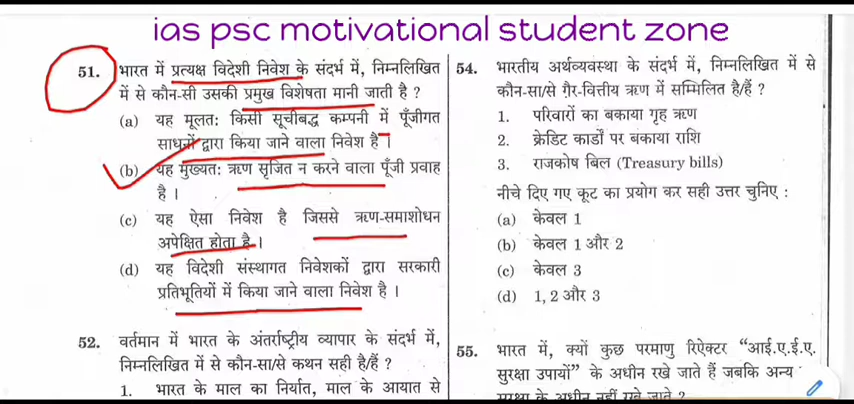 ias psc motivational student zone
51. भारत में प्रत्यक्ष विदेशी निवेश के संदर्भ में, निम्नलिखित
में से कौन-सी उसकी प्रमुख विशेषता मानी जाती है ?
(a) यह मूलत: किसी सूचीबद्ध कम्पनी में पूँजीगत
साधनों द्वारा किया जाने वाला निवेश है ।
(b) यह मुख्यत: ऋण सृजित न करने वाला पूँजी प्रवाह
है ।
(c) यह ऐसा निवेश है जिससे ऋण-समाशोधन
अपेक्षित होता है ।
(d) यह विदेशी संस्थागत निवेशकों द्वारा सरकारी
प्रतिभूतियों में किया जाने वाला निवेश है ।
52. वर्तमान में भारत के अंतर्राष्ट्रीय व्यापार के संदर्भ में,
निम्नलिखित में से कौन-सा/से कथन सही है/हैं ?
1. भारत के माल का निर्यात, माल के आयात से
54. भारतीय अर्थव्यवस्था के संदर्भ में, निम्नलिखित में से
कौन-सा/से ग़ैर-वित्तीय ऋण में सम्मिलित है/हैं ?
1. परिवारों का बकाया गृह ऋण
2. क्रेडिट कार्डों पर बकाया राशि
3. राजकोष बिल (Treasury bills)
नीचे दिए गए कूट का प्रयोग कर सही उत्तर चुनिए :
(a) केवल 1
(b) केवल 1 और 2
(c) केवल 3
(d) 1, 2 और 3
55. भारत में, क्यों कुछ परमाणु रिऐक्टर “आई.ए.ई.ए.
सुरक्षा उपायों” के अधीन रखे जाते हैं जबकि अन्य
सुरक्षा के अधीन नहीं रखे जाते ?